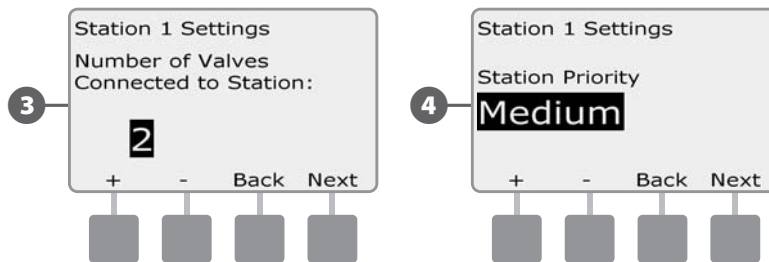 Station 1 Settings
Number of Valves
Connected to Station:
3
2
+ - Back Next
Station 1 Settings
Station Priority
4
Medium
+ - Back Next